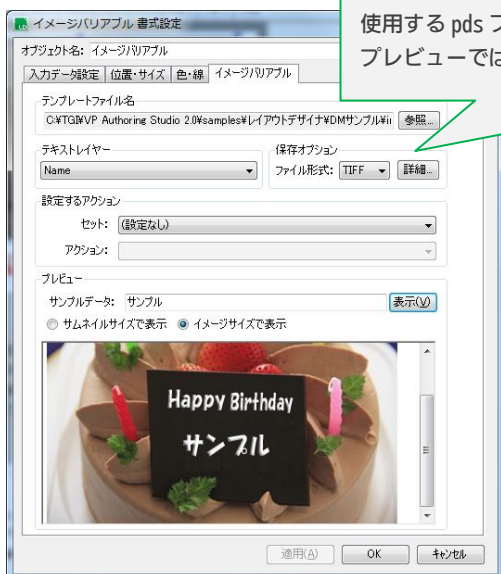 使用する pds フ
プレビューでは
イメージバリアブル 書式設定
オブジェクト名: イメージバリアブル
入力データ設定 位置・サイズ 色・線 イメージバリアブル
テンプレートファイル名
C:¥TGI¥VP Authoring Studio 2.0¥samples¥レイアウトデザイナ¥DMサンプル¥in 参照...
テキストレイヤー 保存オプション
Name ファイル形式: TIFF 詳細...
設定するアクション
セット: (設定なし)
アクション:
プレビュー
サンプルデータ: サンプル 表示(V)
サムネイルサイズで表示 イメージサイズで表示
Happy Birthday
サンプル
適用(A) OK キャンセル